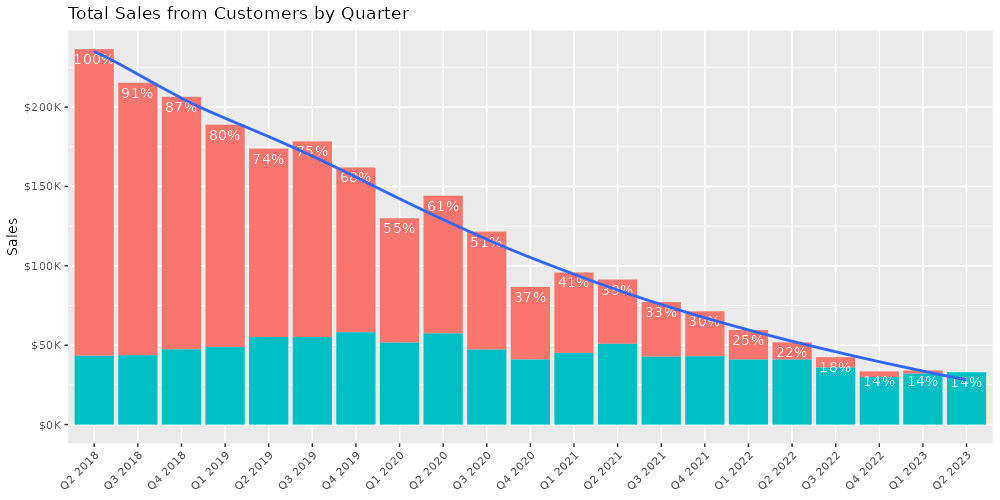 Total Sales from Customers by Quarter
Sales
$200K
$150K
$100K
$50K
$0K
100%
91%
87%
80%
74%
75%
68%
55%
61%
51%
37%
41%
39%
33%
30%
25%
22%
18%
14%
14%
14%
Q2 2018
Q3 2018
Q4 2018
Q1 2019
Q2 2019
Q3 2019
Q4 2019
Q1 2020
Q2 2020
Q3 2020
Q4 2020
Q1 2021
Q2 2021
Q3 2021
Q4 2021
Q1 2022
Q2 2022
Q3 2022
Q4 2022
Q1 2023
Q2 2023